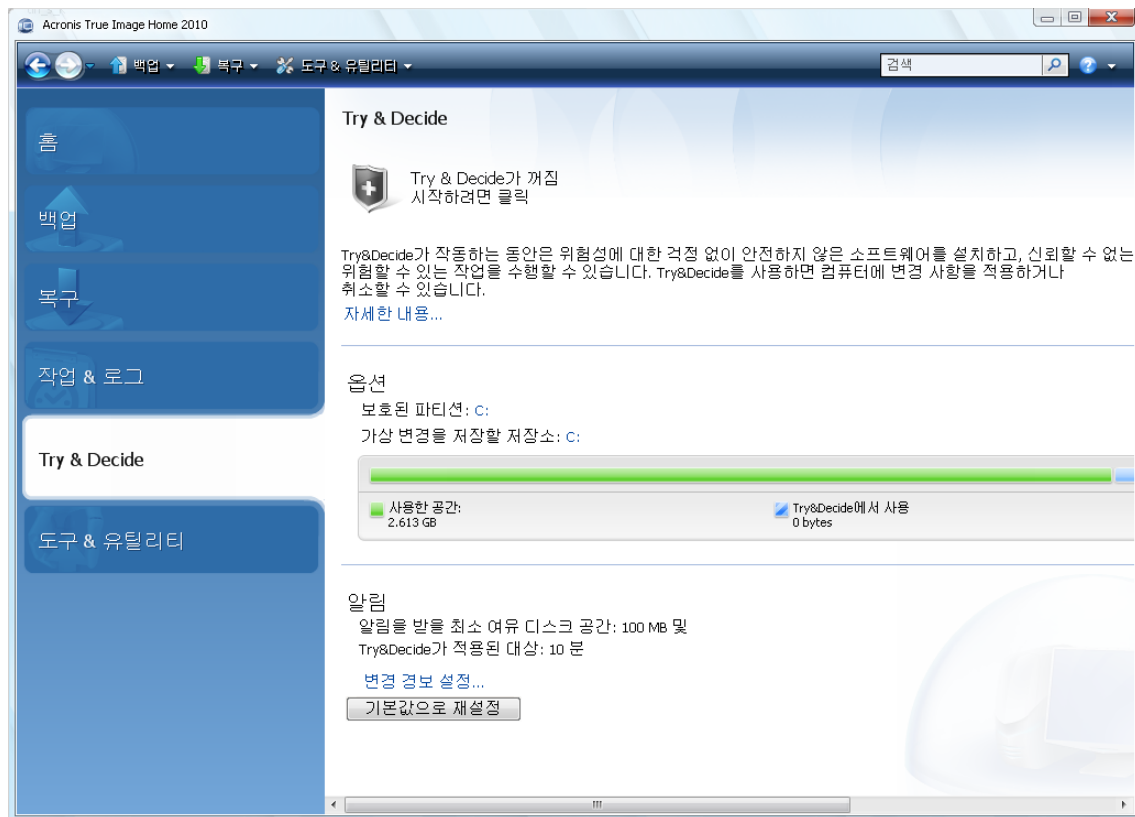 Acronis True Image Home 2010
백업 복구 도구 & 유틸리티 검색
홈
백업
복구
작업 & 로그
Try & Decide
도구 & 유틸리티
Try & Decide
Try & Decide가 꺼짐
시작하려면 클릭
Try&Decide가 작동하는 동안은 위험성에 대한 걱정 없이 안전하지 않은 소프트웨어를 설치하고, 신뢰할 수 없는
위험할 수 있는 작업을 수행할 수 있습니다. Try&Decide를 사용하면 컴퓨터에 변경 사항을 적용하거나
취소할 수 있습니다.
자세한 내용...
옵션
보호된 파티션: C:
가상 변경을 저장할 저장소: C:
사용한 공간:
2.613 GB
Try&Decide에서 사용
0 bytes
알림
알림을 받을 최소 여유 디스크 공간: 100 MB 및
Try&Decide가 적용된 대상: 10 분
변경 경보 설정...
기본값으로 재설정